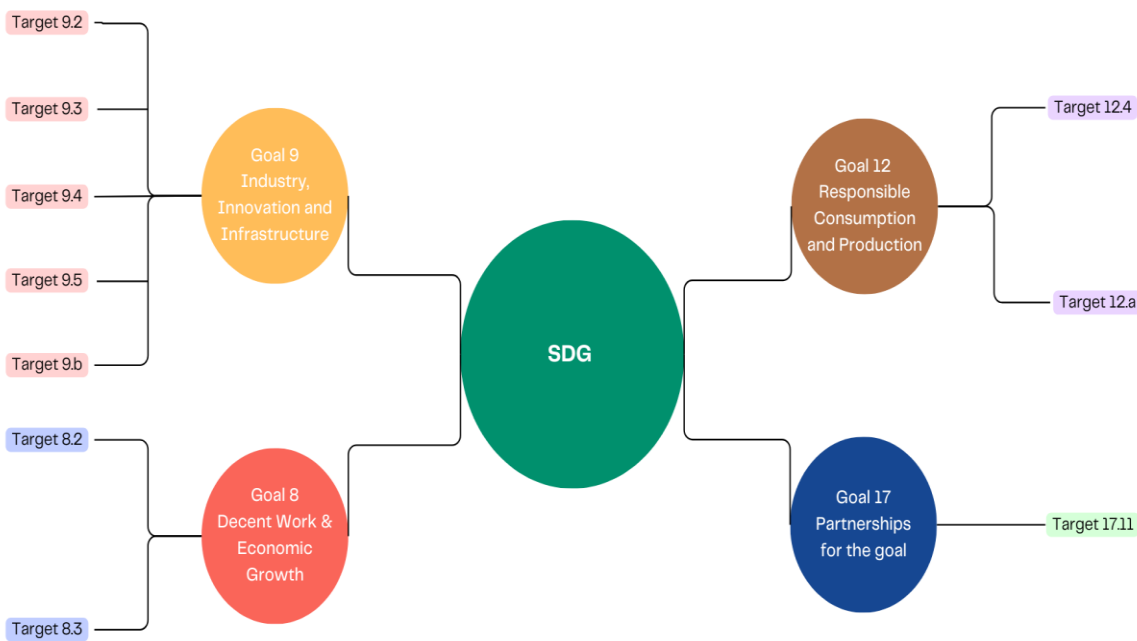 Target 9.2
Target 9.3
Target 9.4
Target 9.5
Target 9.b
Goal 9
Industry,
Innovation and
Infrastructure
Target 8.2
Target 8.3
Goal 8
Decent Work &
Economic
Growth
SDG
Goal 12
Responsible
Consumption
and Production
Target 12.4
Target 12.a
Goal 17
Partnerships
for the goal
Target 17.11